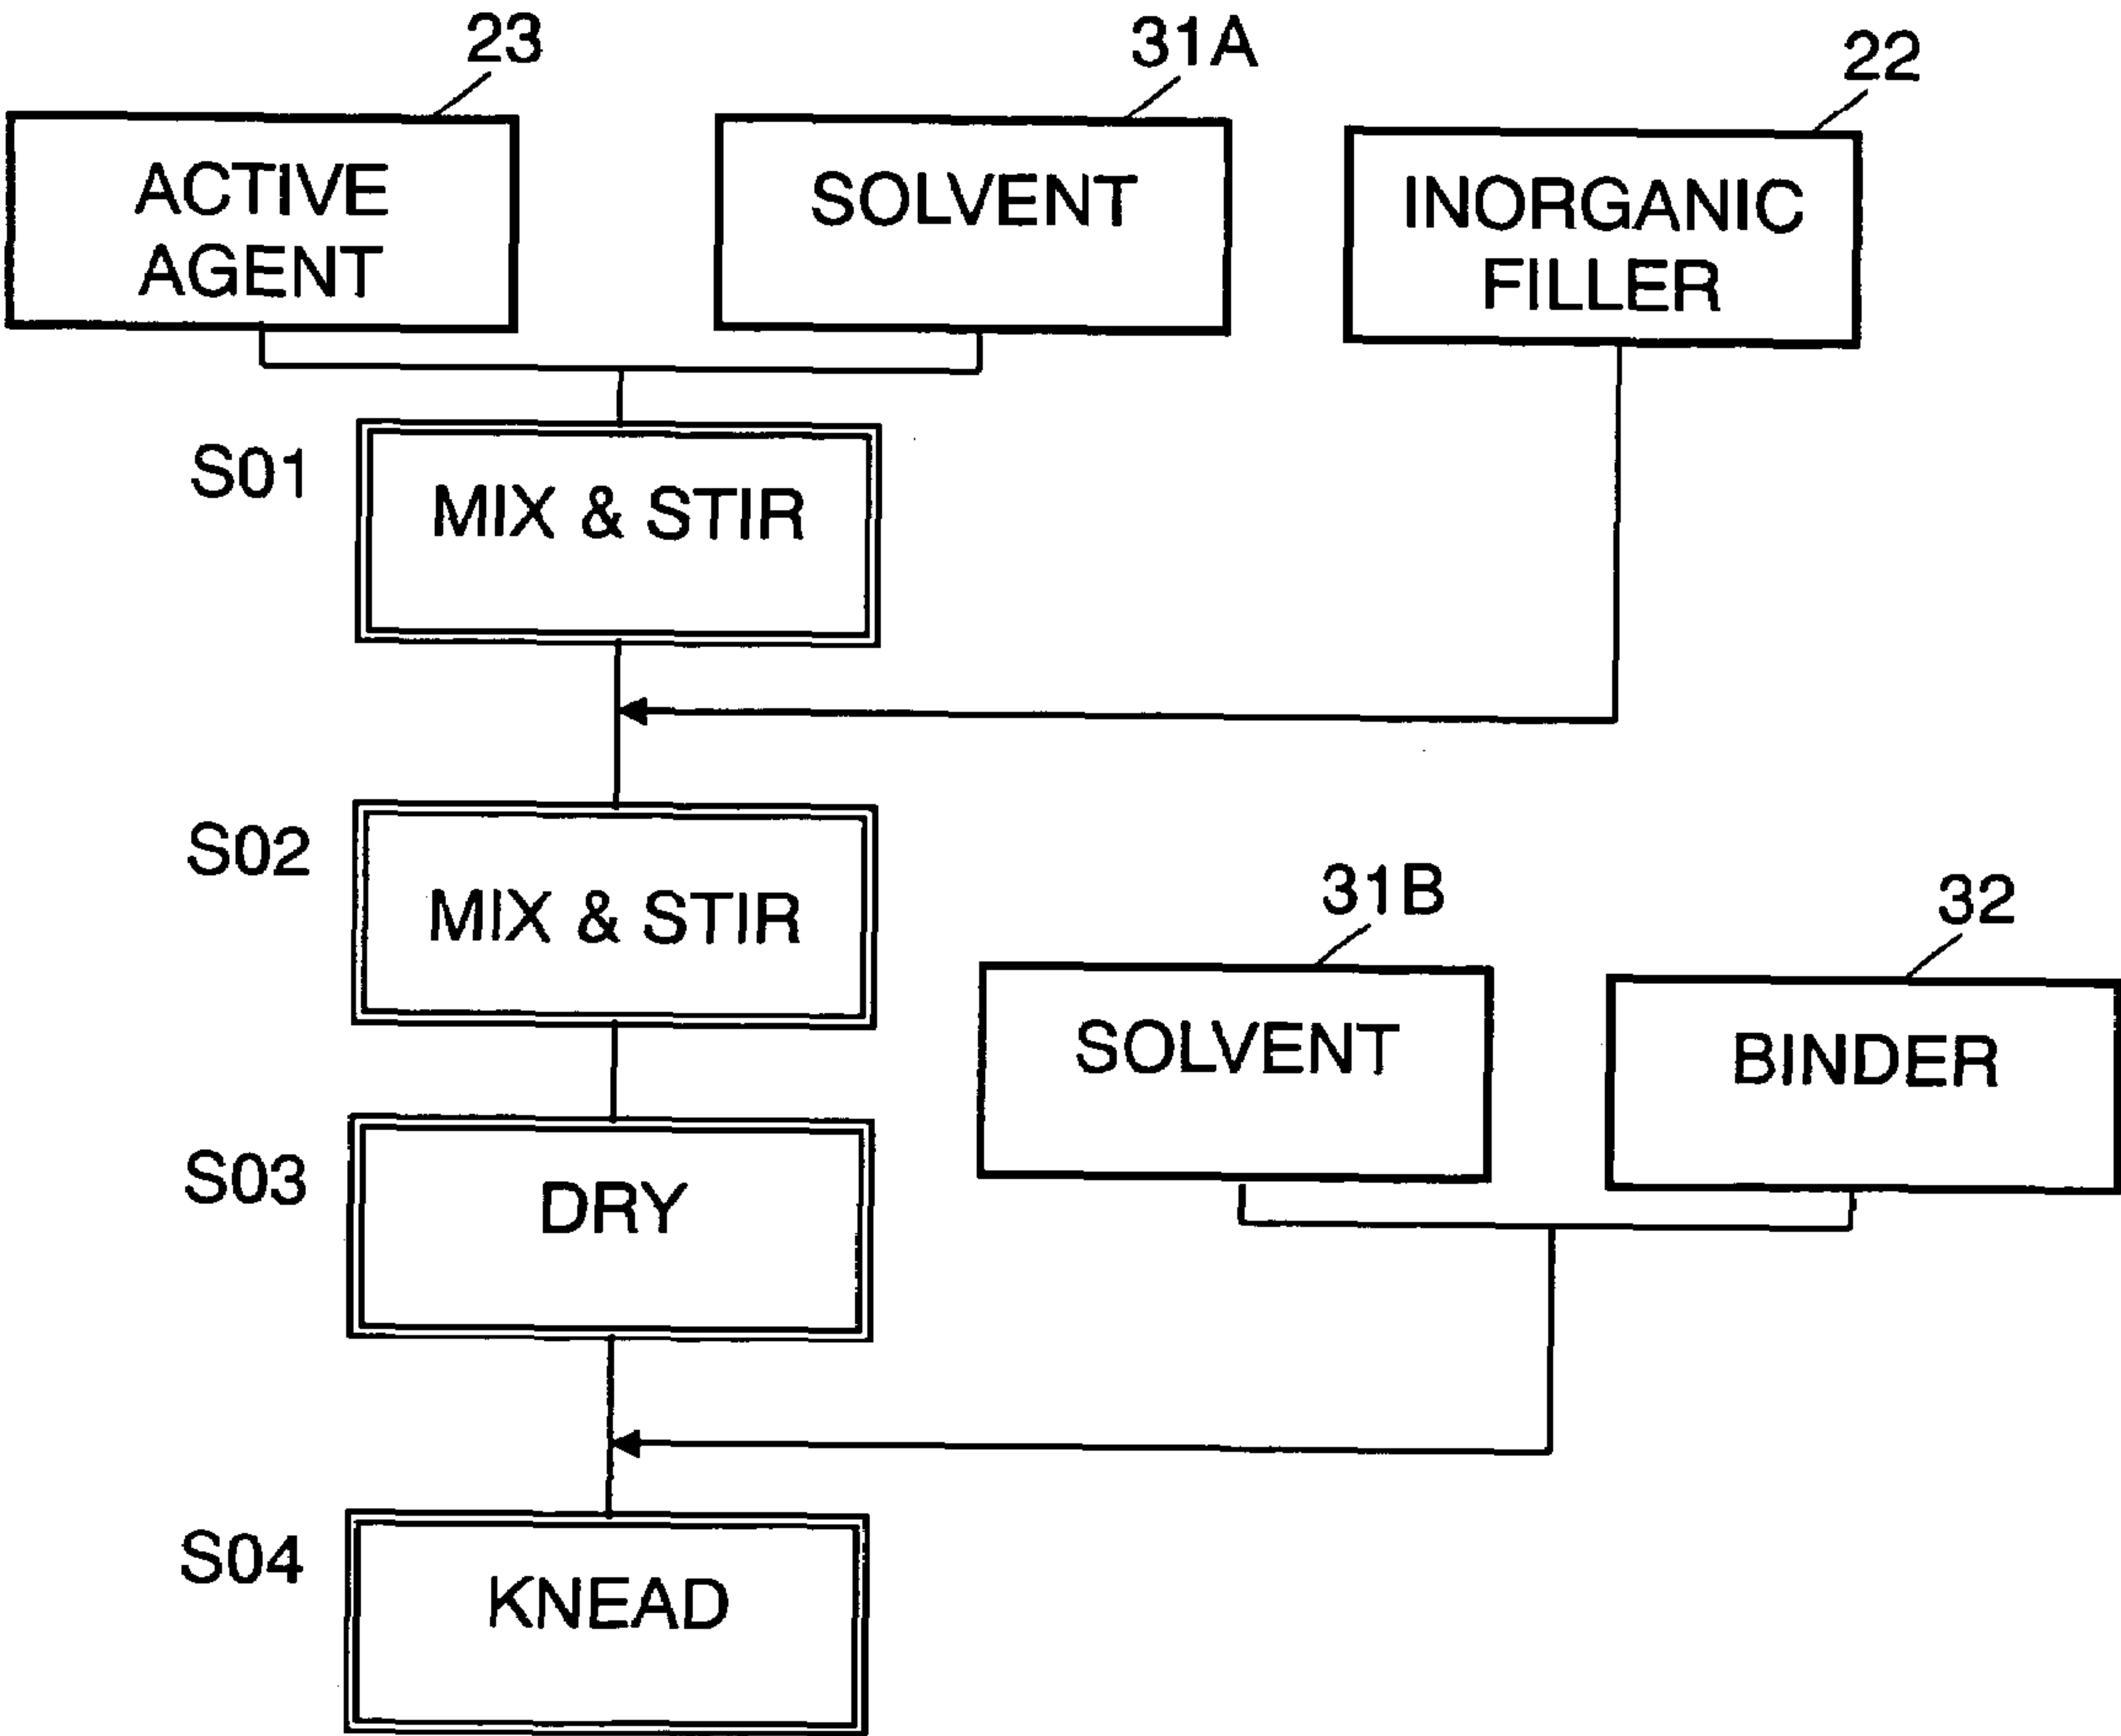 23
31A
22
ACTIVE
AGENT
SOLVENT
INORGANIC
FILLER
S01
MIX & STIR
S02
MIX & STIR
31B
32
SOLVENT
BINDER
S03
DRY
S04
KNEAD